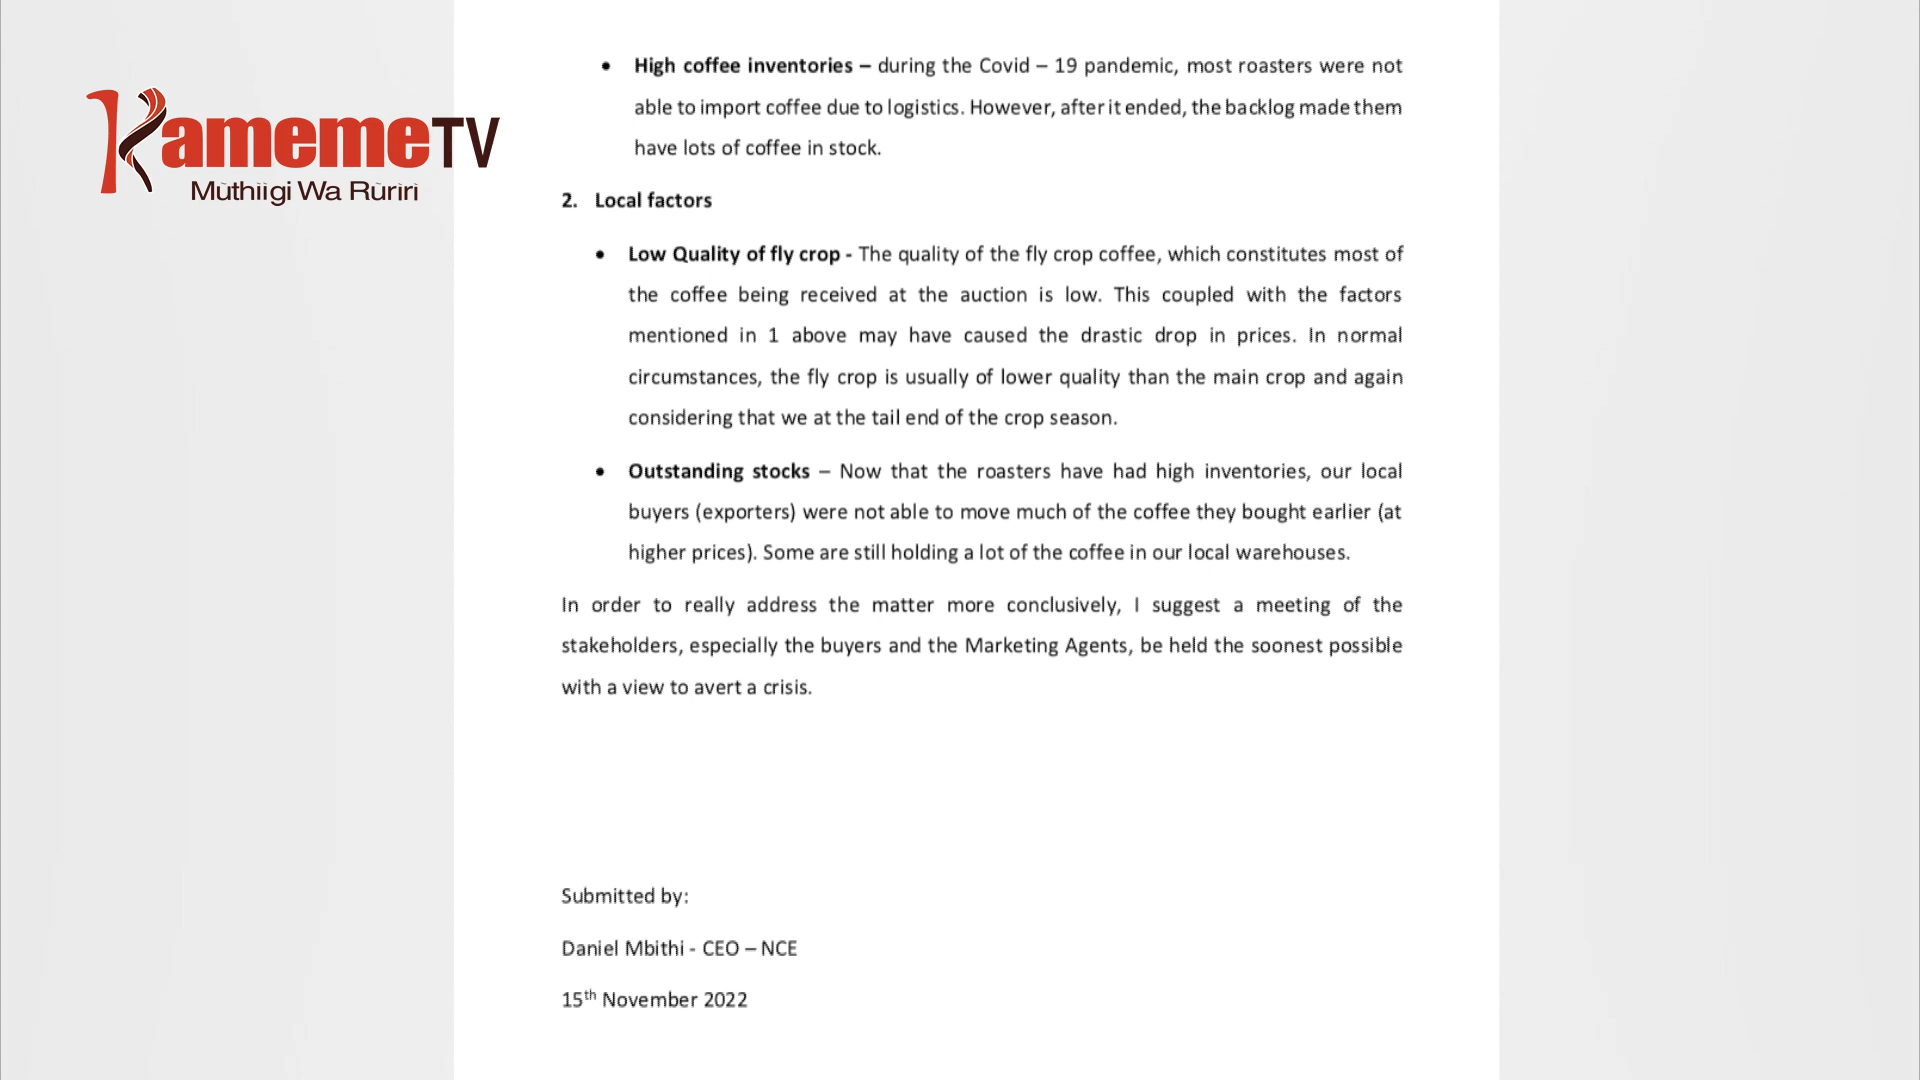 KamemeTV
Mũthiigi Wa Rũrĩrĩ
• High coffee inventories – during the Covid – 19 pandemic, most roasters were not
able to import coffee due to logistics. However, after it ended, the backlog made them
have lots of coffee in stock.
2. Local factors
• Low Quality of fly crop - The quality of the fly crop coffee, which constitutes most of
the coffee being received at the auction is low. This coupled with the factors
mentioned in 1 above may have caused the drastic drop in prices. In normal
circumstances, the fly crop is usually of lower quality than the main crop and again
considering that we at the tail end of the crop season.
• Outstanding stocks – Now that the roasters have had high inventories, our local
buyers (exporters) were not able to move much of the coffee they bought earlier (at
higher prices). Some are still holding a lot of the coffee in our local warehouses.
In order to really address the matter more conclusively, I suggest a meeting of the
stakeholders, especially the buyers and the Marketing Agents, be held the soonest possible
with a view to avert a crisis.
Submitted by:
Daniel Mbithi - CEO – NCE
15th November 2022